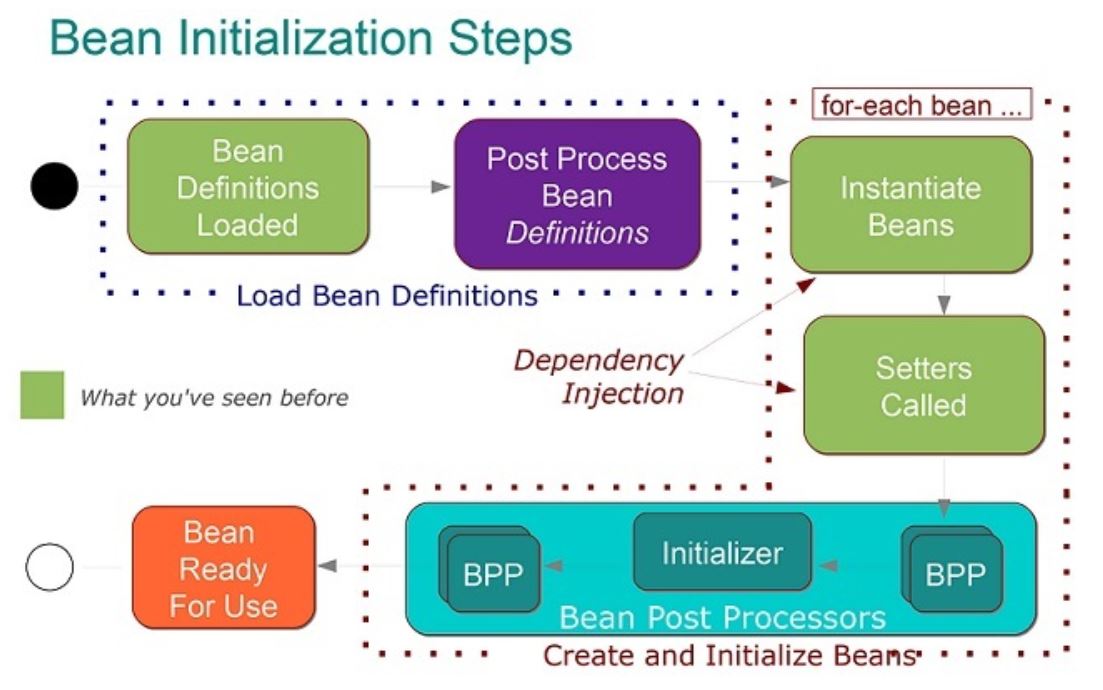 Bean Initialization Steps
for-each bean ...
Bean
Definitions
Loaded
Post Process
Bean
Definitions
Instantiate
Beans
Load Bean Definitions
Dependency
Injection
Setters
Called
What you've seen before
Bean
Ready
For Use
BPP
Initializer
BPP
Bean Post Processors
Create and Initialize Beans